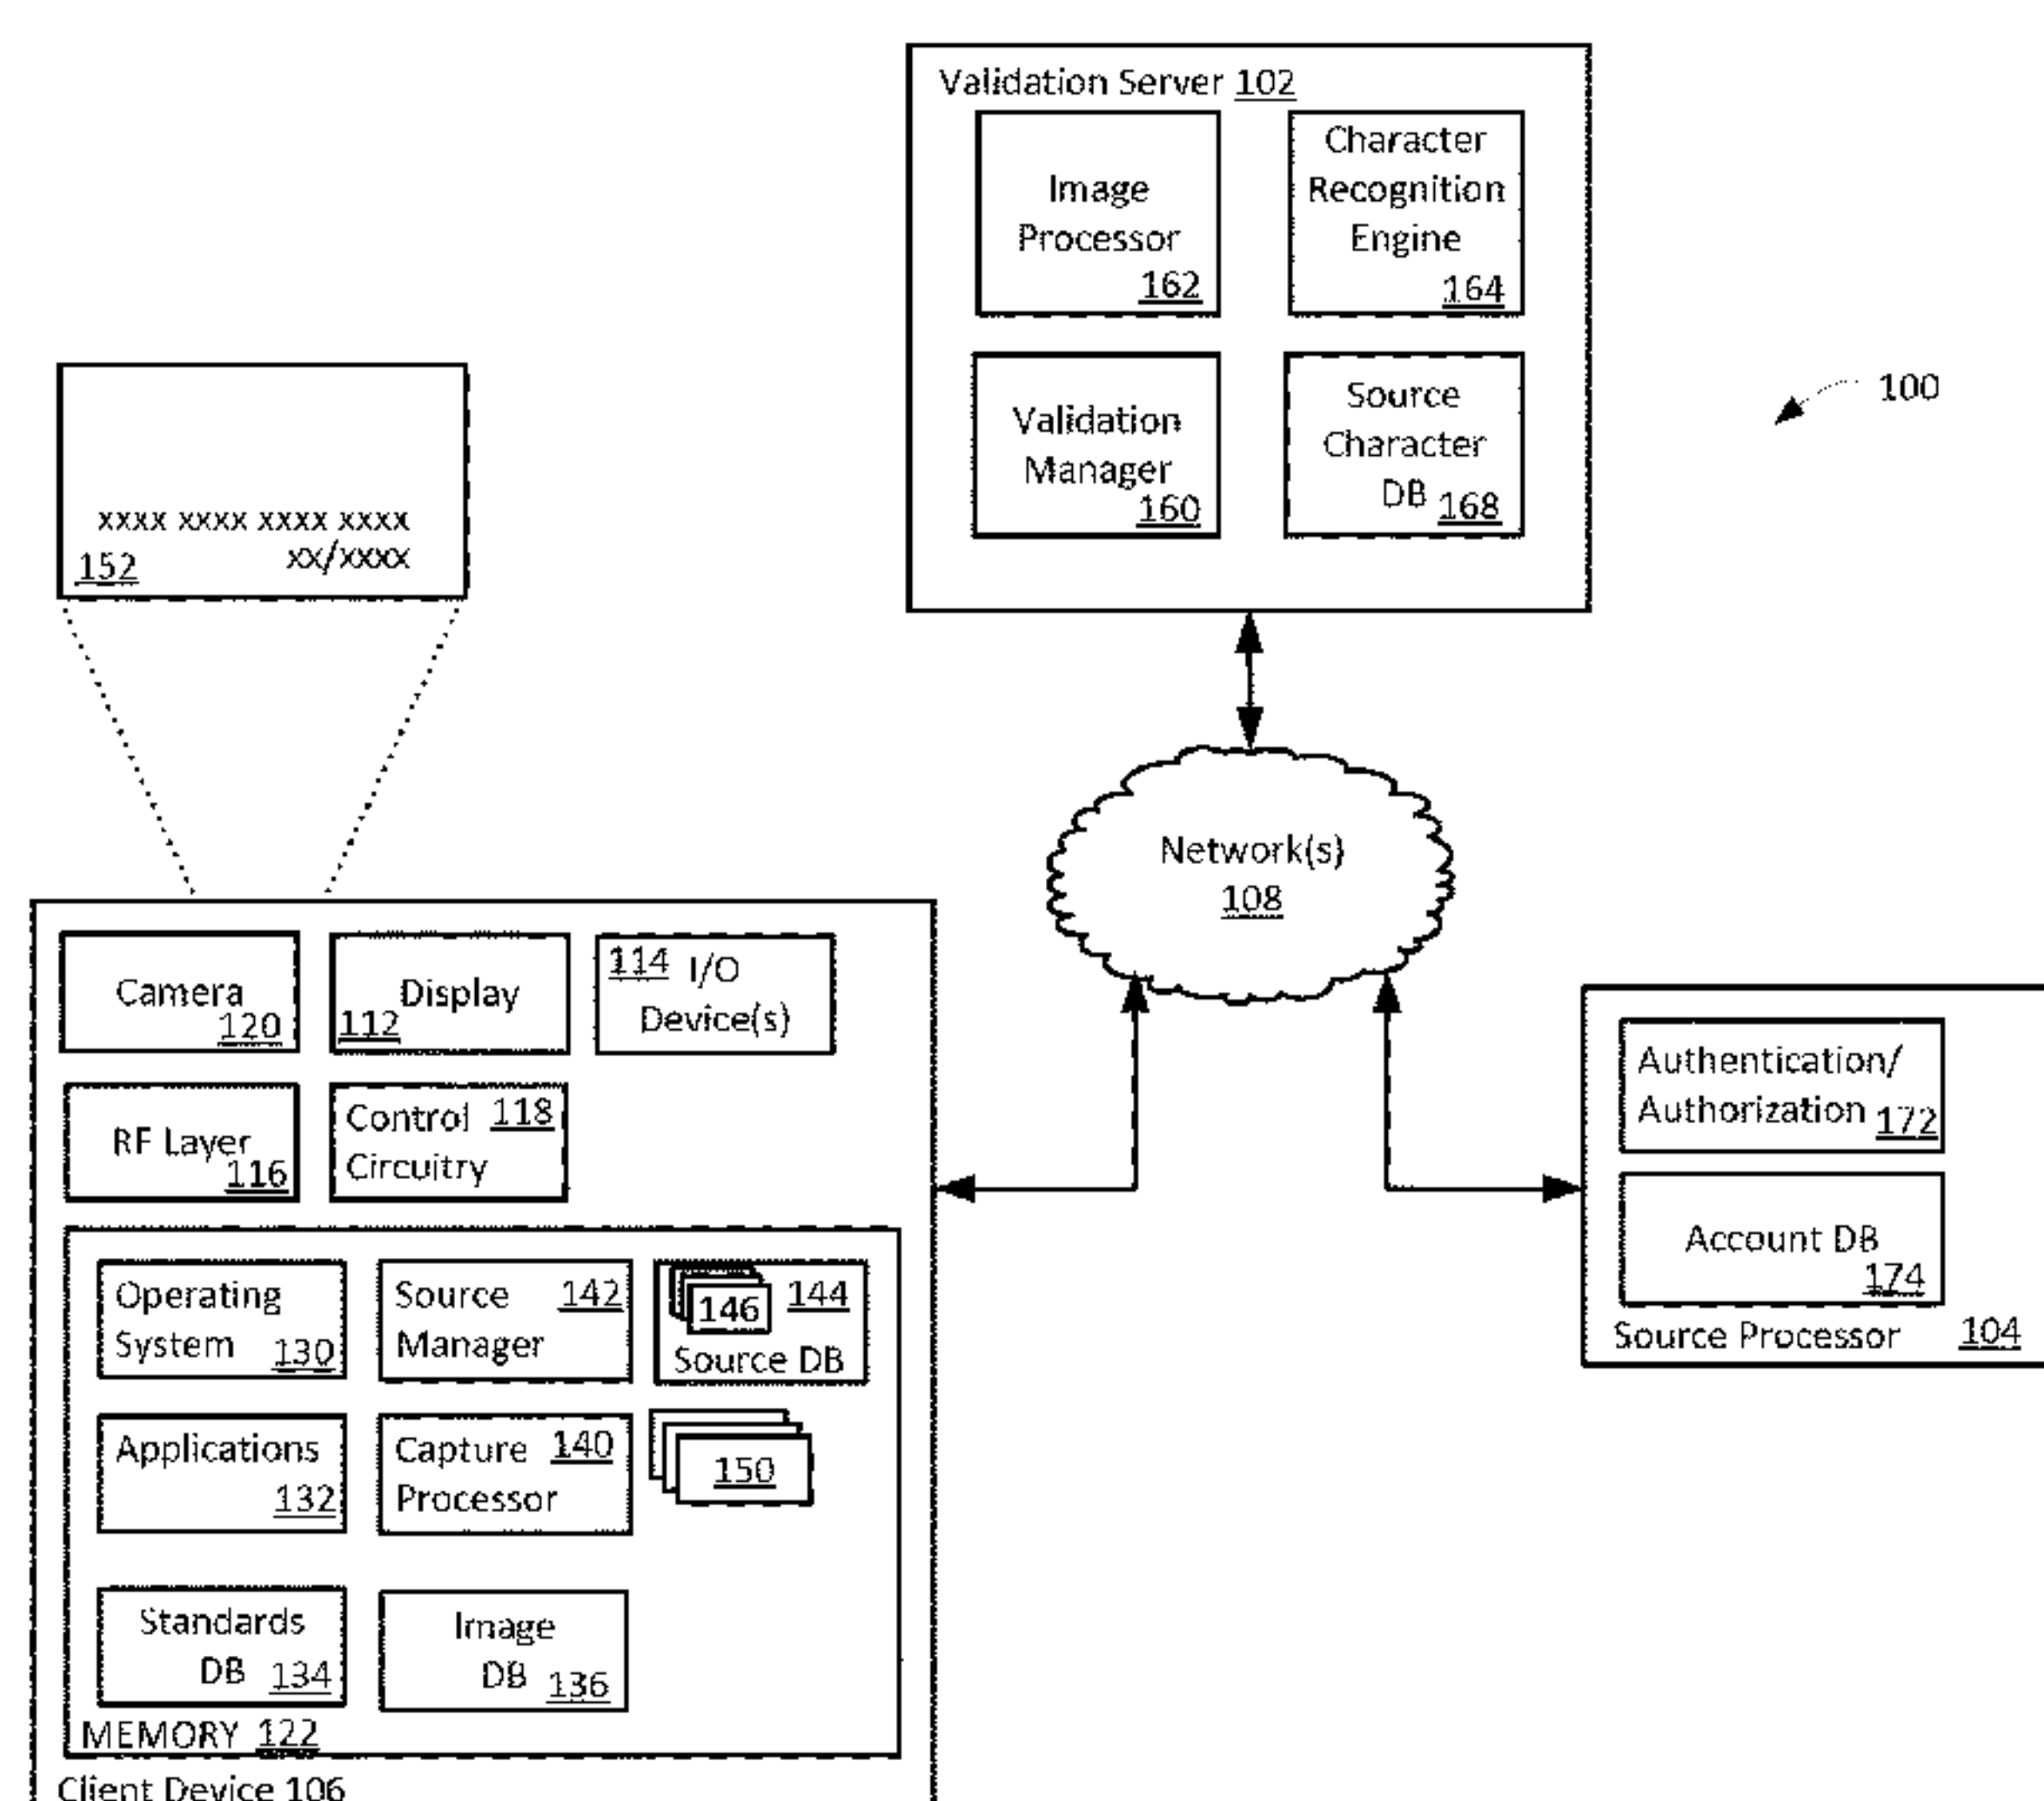 Validation Server 102
Image
Processor
162
Character
Recognition
Engine
164
Validation
Manager
160
Source
Character
DB 168
100
xxxx xxxx xxxx xxxx
xx/xxxx
152
Network(s)
108
Camera
120
Display
112
114 I/O
Device(s)
RF Layer
116
Control 118
Circuitry
Operating
System 130
Source 142
Manager
146 144
Source DB
Applications
132
Capture 140
Processor
150
Standards
DB 134
Image
DB 136
MEMORY 122
Client Device 106
Authentication/
Authorization 172
Account DB
174
Source Processor 104